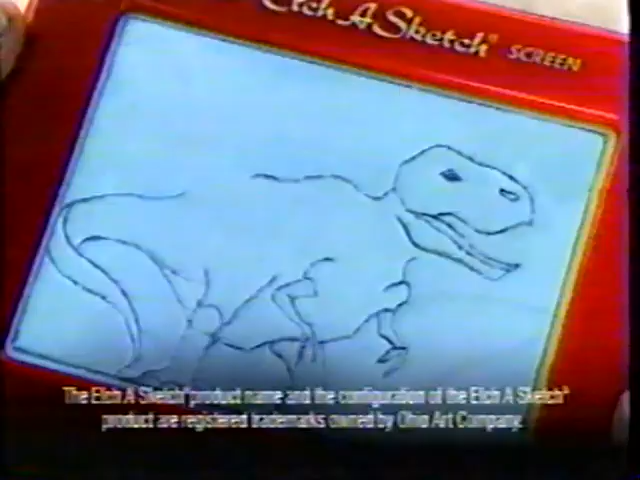 Etch A Sketch® SCREEN
The Etch A Sketch® product name and the configuration of the Etch A Sketch®
product are registered trademarks owned by Ohio Art Company.